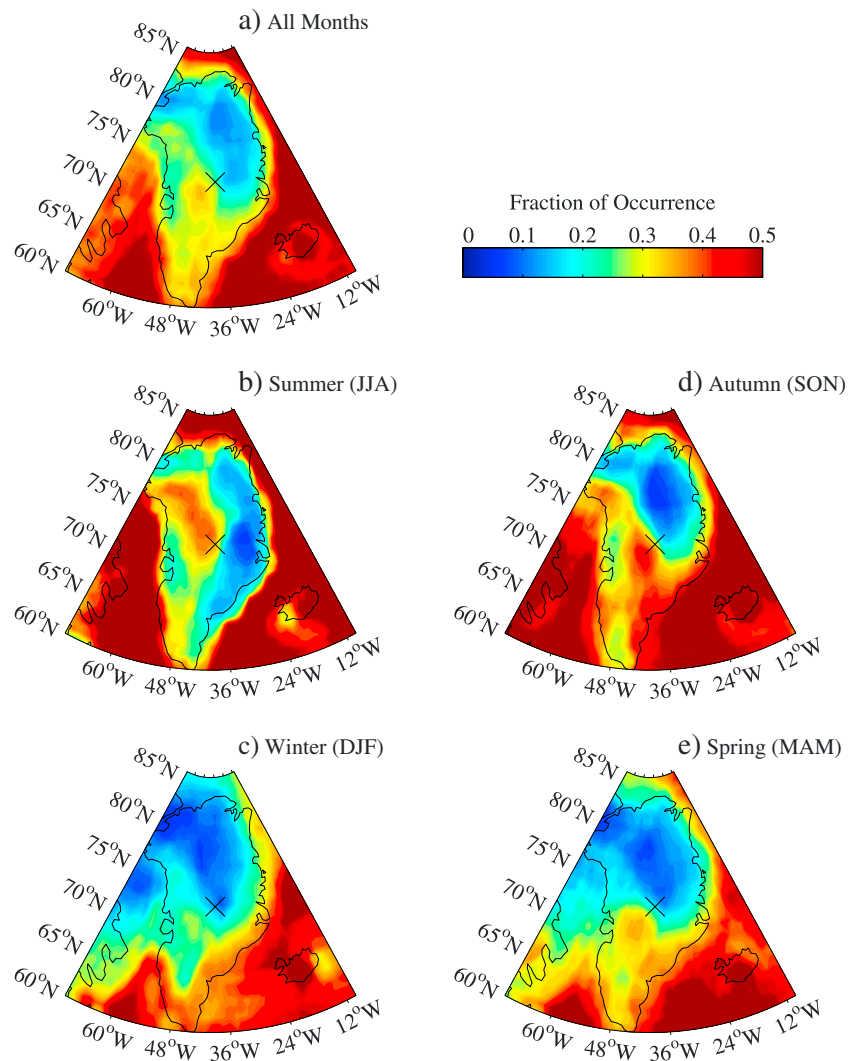 a) All Months
85°N
80°N
75°N
70°N
65°N
60°N
60°W
48°W
36°W
24°W
12°W
Fraction of Occurrence
0 0.1 0.2 0.3 0.4 0.5
b) Summer (JJA)
85°N
80°N
75°N
70°N
65°N
60°N
60°W
48°W
36°W
24°W
12°W
d) Autumn (SON)
85°N
80°N
75°N
70°N
65°N
60°N
60°W
48°W
36°W
24°W
12°W
c) Winter (DJF)
85°N
80°N
75°N
70°N
65°N
60°N
60°W
48°W
36°W
24°W
12°W
e) Spring (MAM)
85°N
80°N
75°N
70°N
65°N
60°N
60°W
48°W
36°W
24°W
12°W